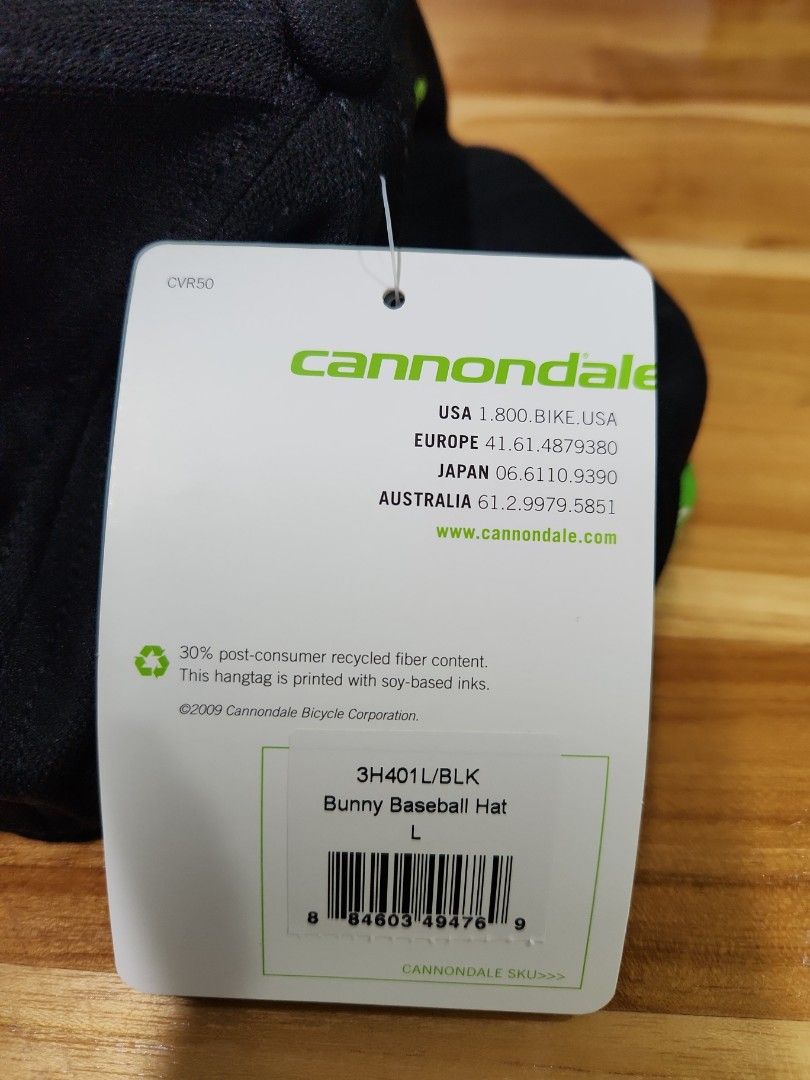 CVR50
cannondale
USA 1.800.BIKE.USA
EUROPE 41.61.4879380
JAPAN 06.6110.9390
AUSTRALIA 61.2.9979.5851
www.cannondale.com
30% post-consumer recycled fiber content.
This hangtag is printed with soy-based inks.
©2009 Cannondale Bicycle Corporation.
3H401L/BLK
Bunny Baseball Hat
L
8 84603 49476 9
CANNONDALE SKU>>>